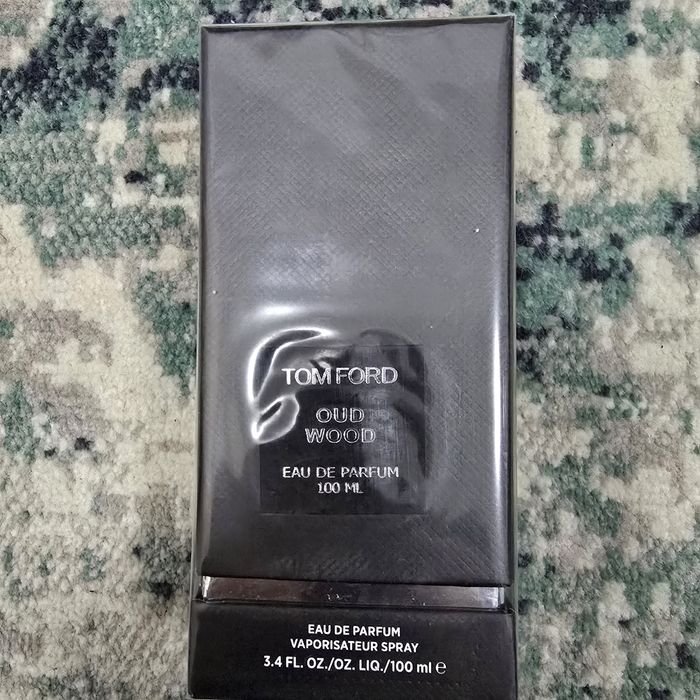 TOM FORD
OUD
WOOD
EAU DE PARFUM
100 ML
EAU DE PARFUM
VAPORISATEUR SPRAY
3.4 FL. OZ./OZ. LIQ./100 ml ℮